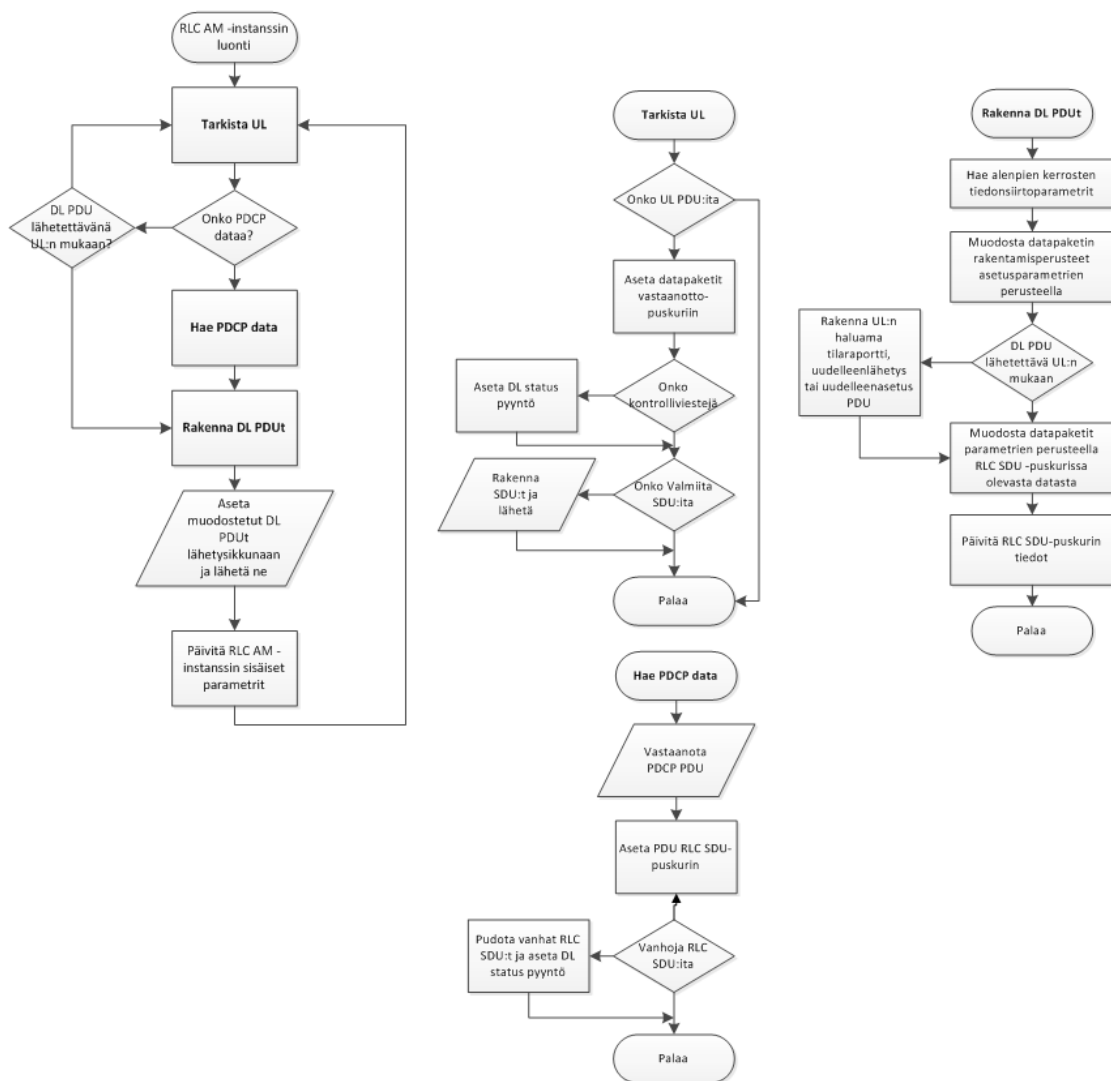 RLC AM -instanssin
luonti
Tarkista UL
DL PDU
lähetettävänä
UL:n mukaan?
Onko PDCP
dataa?
Hae PDCP data
Rakenna DL PDUt
Aseta
muodostetut DL
PDUt
lähetysikkunaan
ja lähetä ne
Päivitä RLC AM -
instanssin sisäiset
parametrit
Tarkista UL
Onko UL PDU:ita
Aseta datapaketit
vastaanotto-
puskuriin
Onko
kontrolliviestejä
Aseta DL status
pyyntö
Onko Valmiita
SDU:ita
Rakenna
SDU:t ja
lähetä
Palaa
Hae PDCP data
Vastaanota
PDCP PDU
Aseta PDU RLC SDU-
puskurin
Vanhoja RLC
SDU:ita
Pudota vanhat RLC
SDU:t ja aseta DL
status pyyntö
Palaa
Rakenna DL PDUt
Hae alenpien kerrosten
tiedonsiirtoparametrit
Muodosta datapaketin
rakentamisperusteet
asetusparametrien
perusteella
DL PDU
lähetettävä UL:n
mukaan
Rakenna UL:n
haluama
tilaraportti,
uudelleenlähetys
tai uudelleenasetus
PDU
Muodosta datapaketit
parametrien perusteella
RLC SDU -puskurissa
olevasta datasta
Päivitä RLC SDU-puskurin
tiedot
Palaa